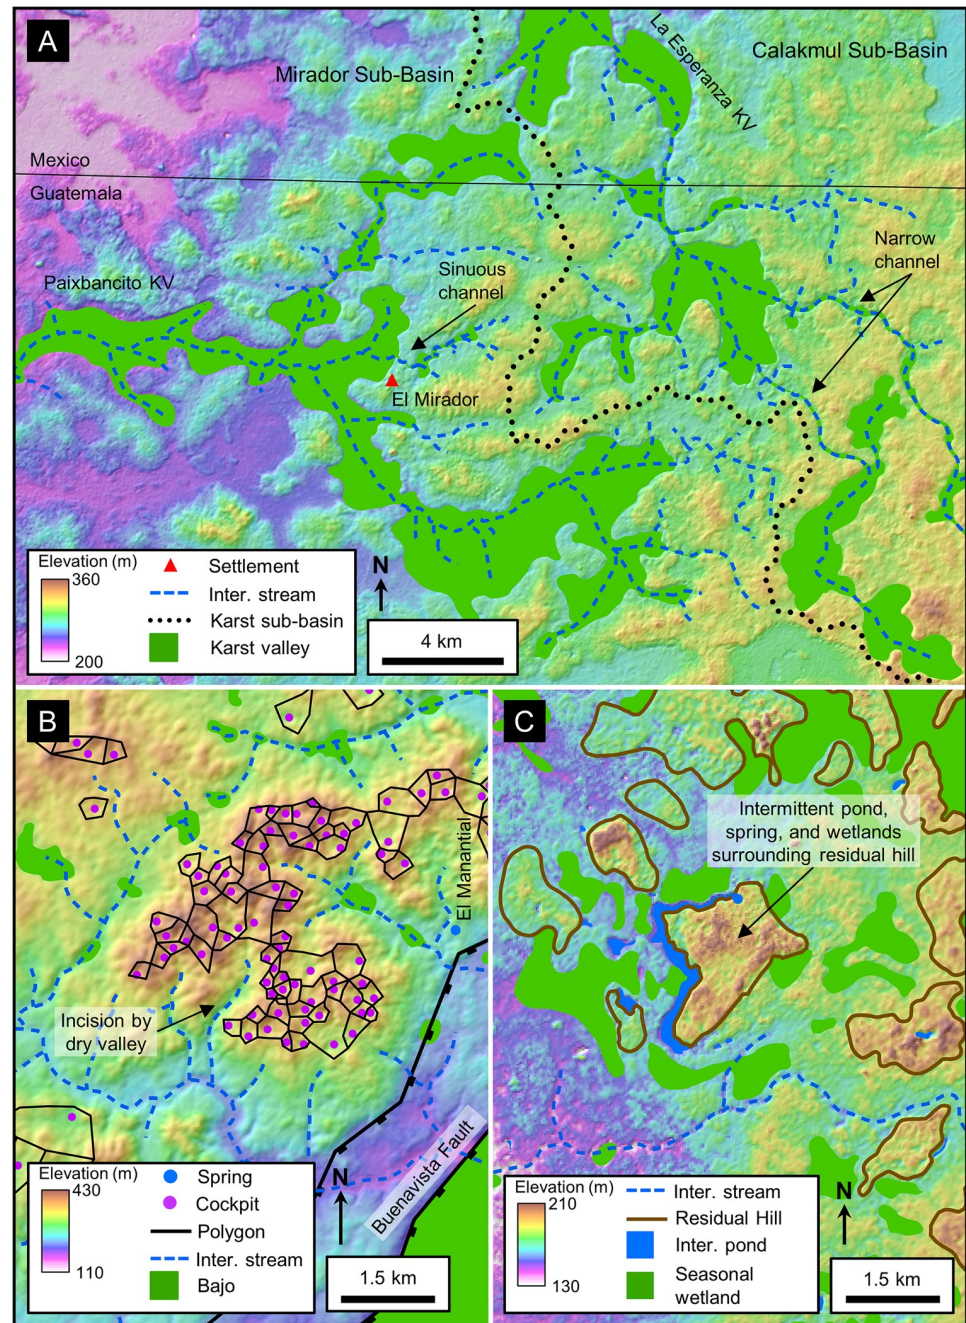 A
Mirador Sub-Basin
La Esperanza KV
Calakmul Sub-Basin
Mexico
Guatemala
Narrow
channel
Sinuous
channel
Paixbancito KV
El Mirador
Elevation (m)
360
200
Settlement
Inter. stream
Karst sub-basin
Karst valley
N
4 km
B
El Manantial
Incision by
dry valley
Buenavista Fault
Elevation (m)
430
110
Spring
Cockpit
Polygon
Inter. stream
Bajo
N
1.5 km
C
Intermittent pond,
spring, and wetlands
surrounding residual hill
Elevation (m)
210
130
Inter. stream
Residual Hill
Inter. pond
Seasonal
wetland
N
1.5 km